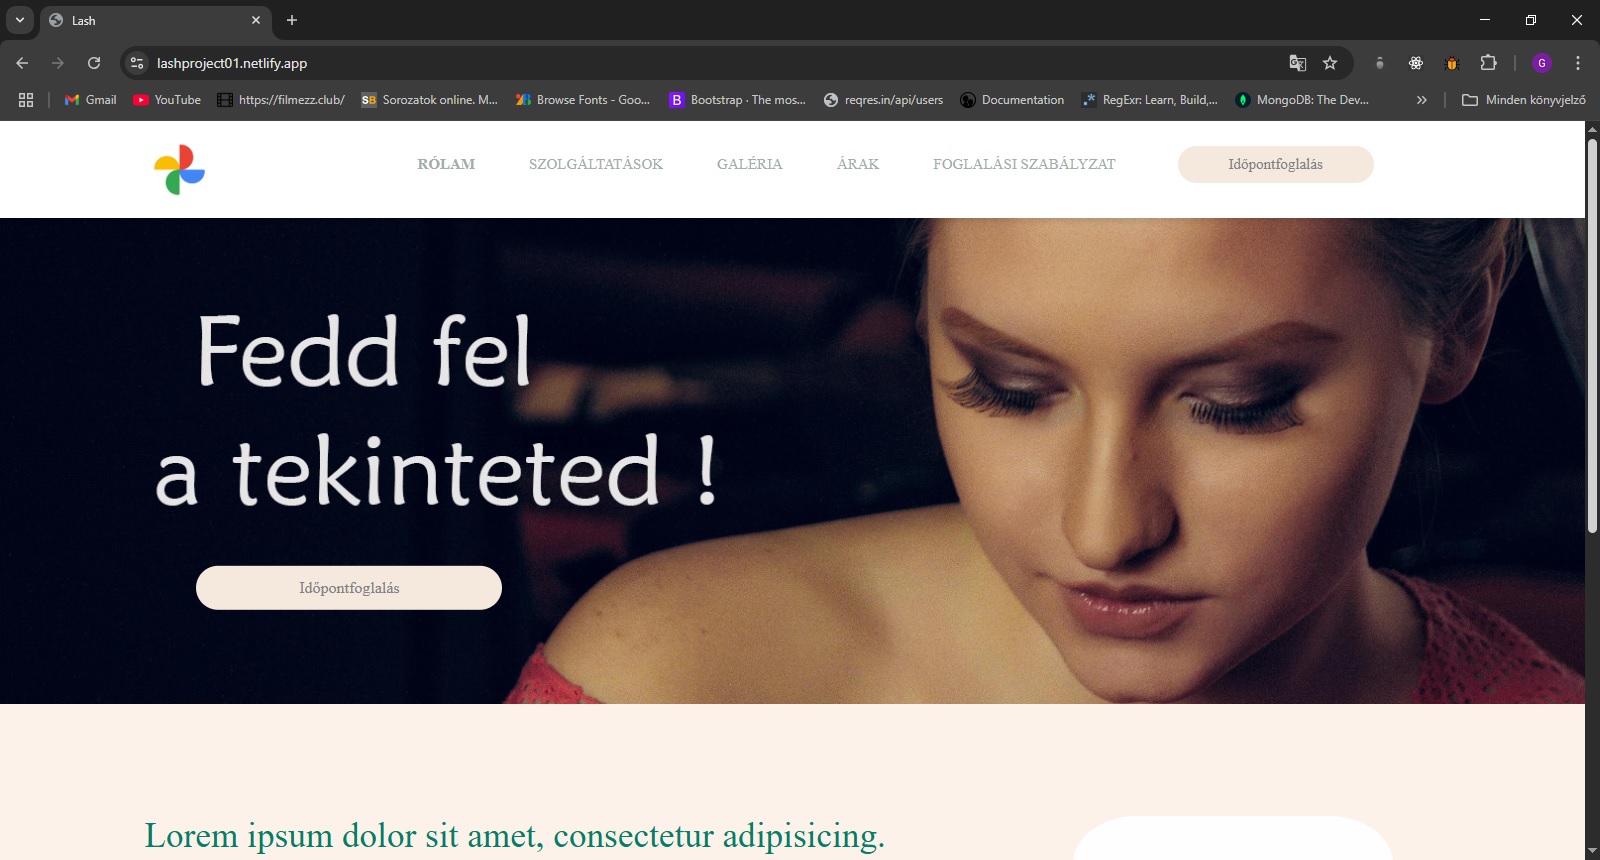 Lash
lashproject01.netlify.app
Gmail
YouTube
https://filmezz.club/
Sorozatok online. M...
Browse Fonts - Goo...
Bootstrap · The mos...
reqres.in/api/users
Documentation
RegExr: Learn, Build,...
MongoDB: The Dev...
Minden könyvjelző
RÓLAM
SZOLGÁLTATÁSOK
GALÉRIA
ÁRAK
FOGLALÁSI SZABÁLYZAT
Időpontfoglalás
Fedd fel
a tekinteted !
Időpontfoglalás
Lorem ipsum dolor sit amet, consectetur adipisicing.